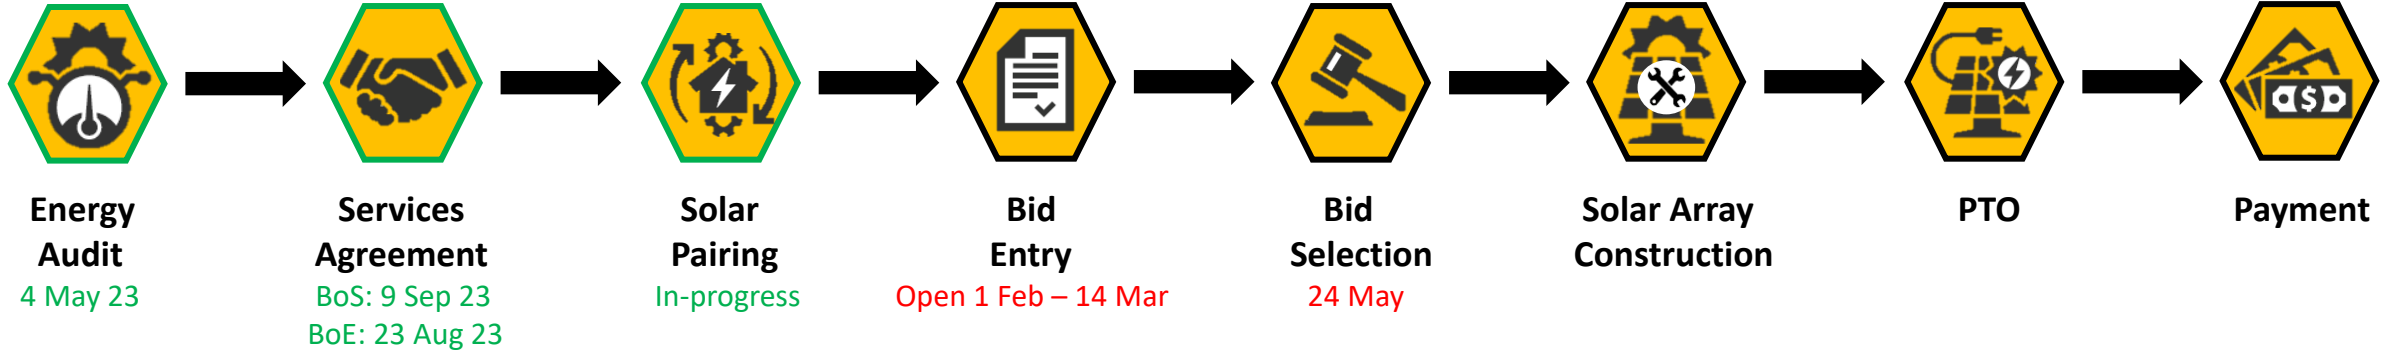 Energy
Audit
4 May 23
Services
Agreement
BoS: 9 Sep 23
BoE: 23 Aug 23
Solar
Pairing
In-progress
Bid
Entry
Open 1 Feb – 14 Mar
Bid
Selection
24 May
Solar Array
Construction
PTO
Payment
$